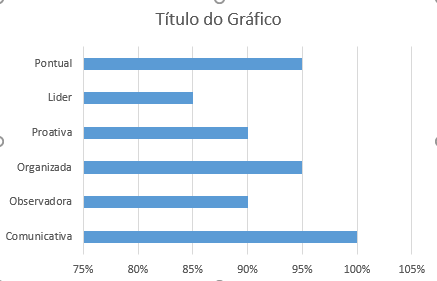 Título do Gráfico
Pontual
Lider
Proativa
Organizada
Observadora
Comunicativa
75% 80% 85% 90% 95% 100% 105%